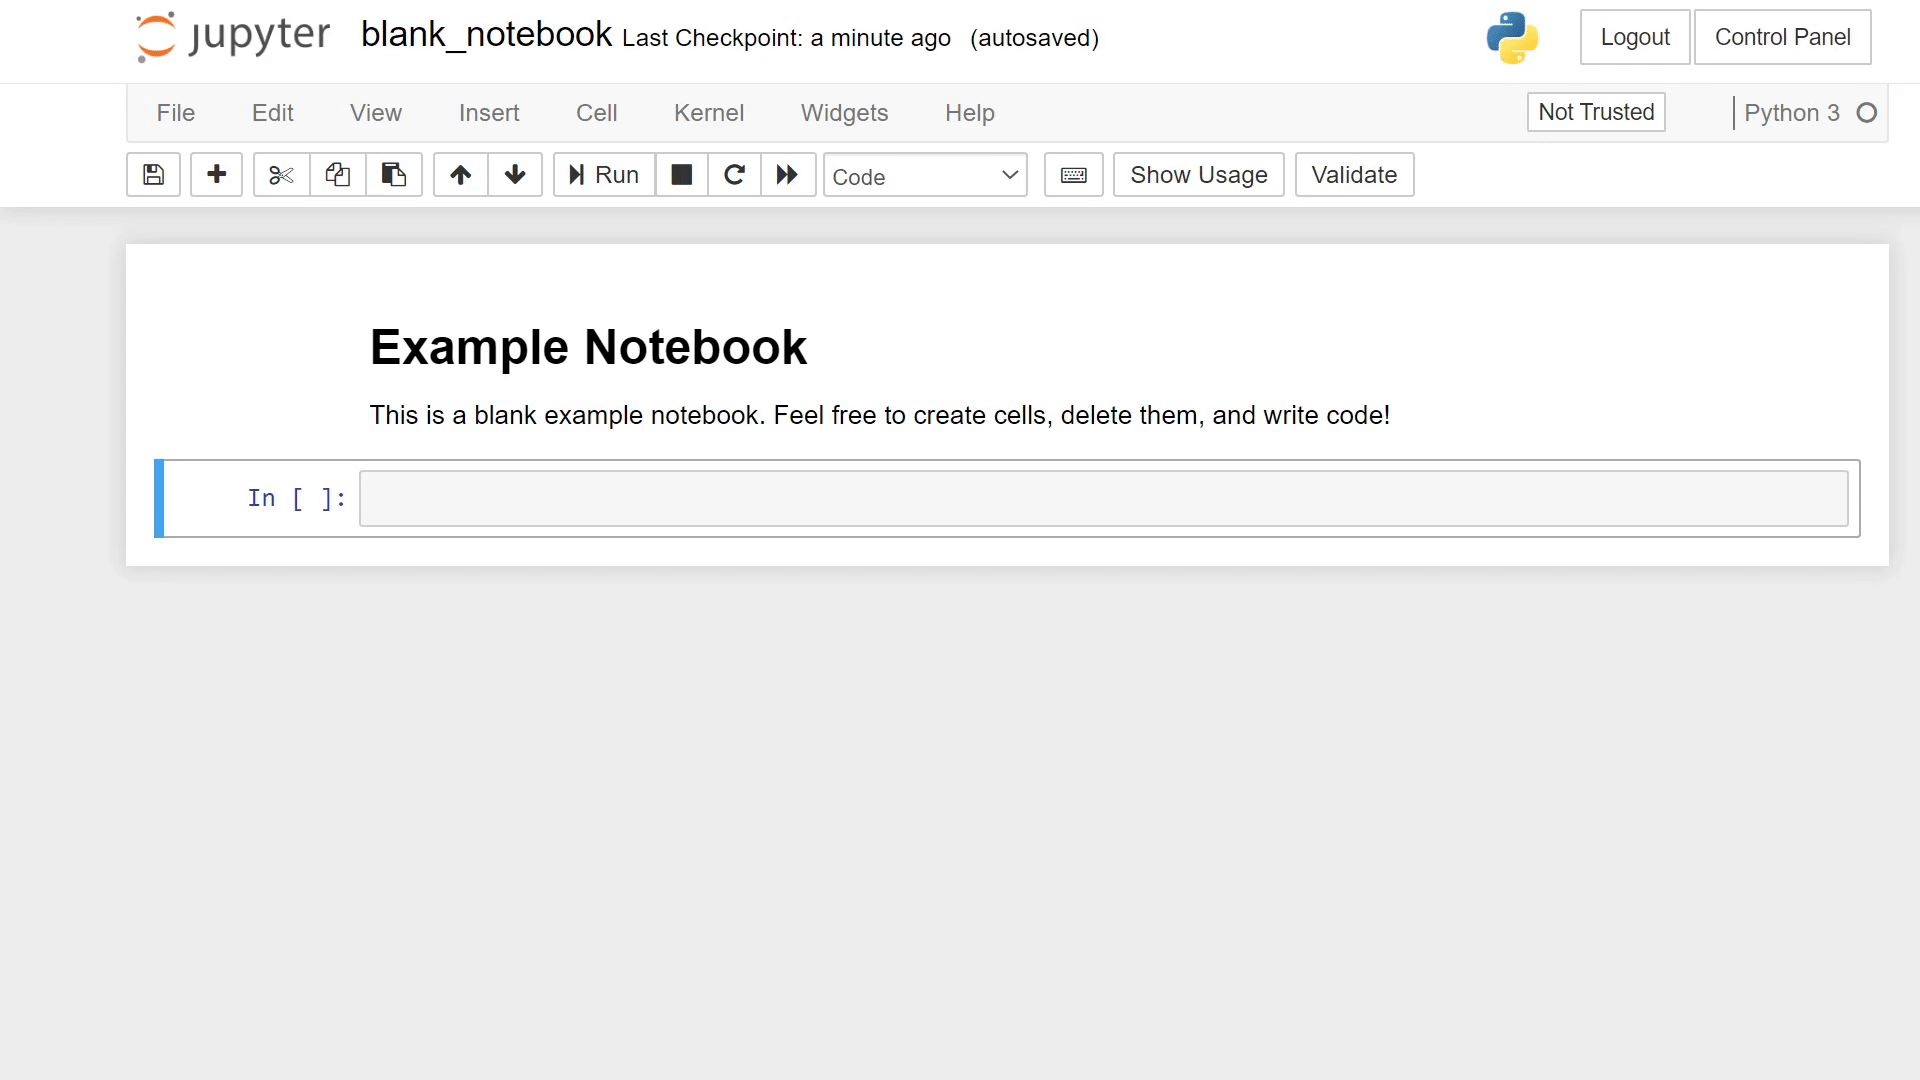 jupyter blank_notebook Last Checkpoint: a minute ago (autosaved) Logout Control Panel
File Edit View Insert Cell Kernel Widgets Help Not Trusted Python 3
Run Code Show Usage Validate
Example Notebook
This is a blank example notebook. Feel free to create cells, delete them, and write code!
In [ ]: